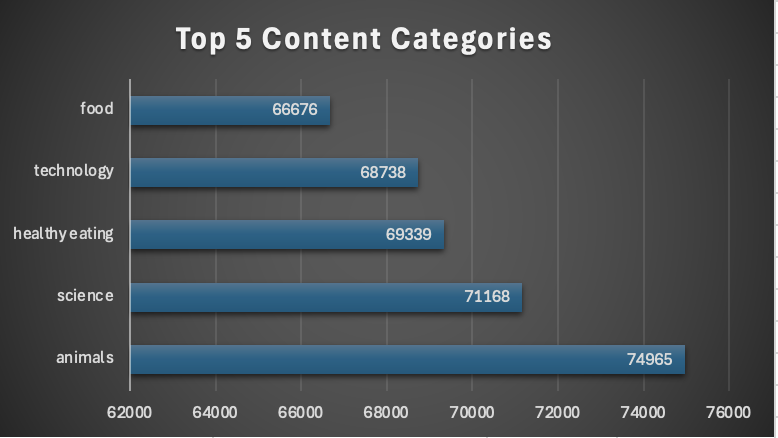 Top 5 Content Categories
food 66676
technology 68738
healthy eating 69339
science 71168
animals 74965
62000 64000 66000 68000 70000 72000 74000 76000